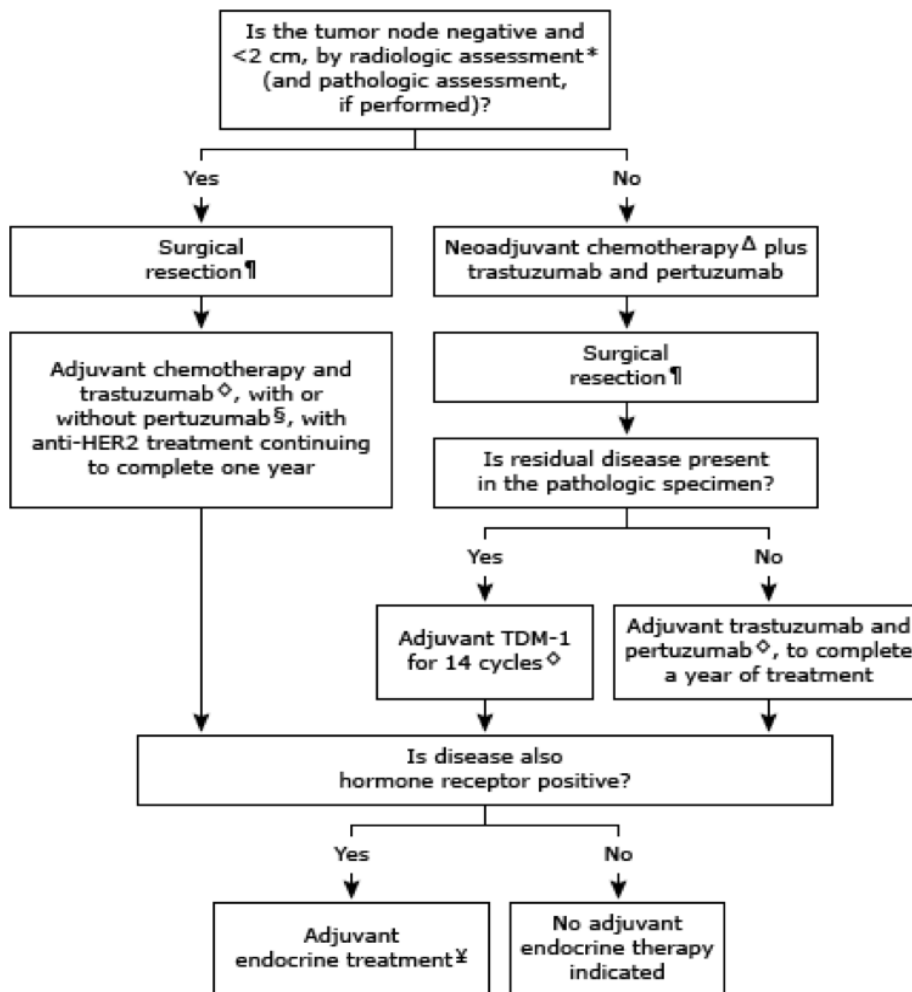 Is the tumor node negative and
<2 cm, by radiologic assessment*
(and pathologic assessment,
if performed)?
Yes
No
Surgical
resection¶
Neoadjuvant chemotherapyΔ plus
trastuzumab and pertuzumab
Adjuvant chemotherapy and
trastuzumab◇, with or
without pertuzumab§, with
anti-HER2 treatment continuing
to complete one year
Surgical
resection¶
Is residual disease present
in the pathologic specimen?
Yes
No
Adjuvant TDM-1
for 14 cycles◇
Adjuvant trastuzumab and
pertuzumab◇, to complete
a year of treatment
Is disease also
hormone receptor positive?
Yes
No
Adjuvant
endocrine treatment¥
No adjuvant
endocrine therapy
indicated